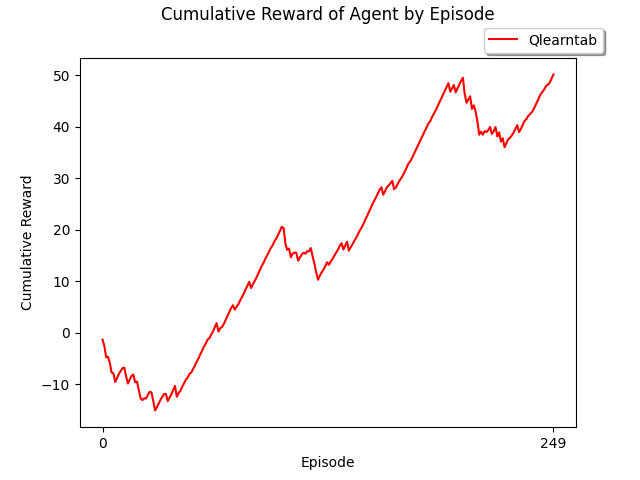 Cumulative Reward of Agent by Episode
Qlearntab
50
40
30
20
10
0
−10
Cumulative Reward
0
249
Episode